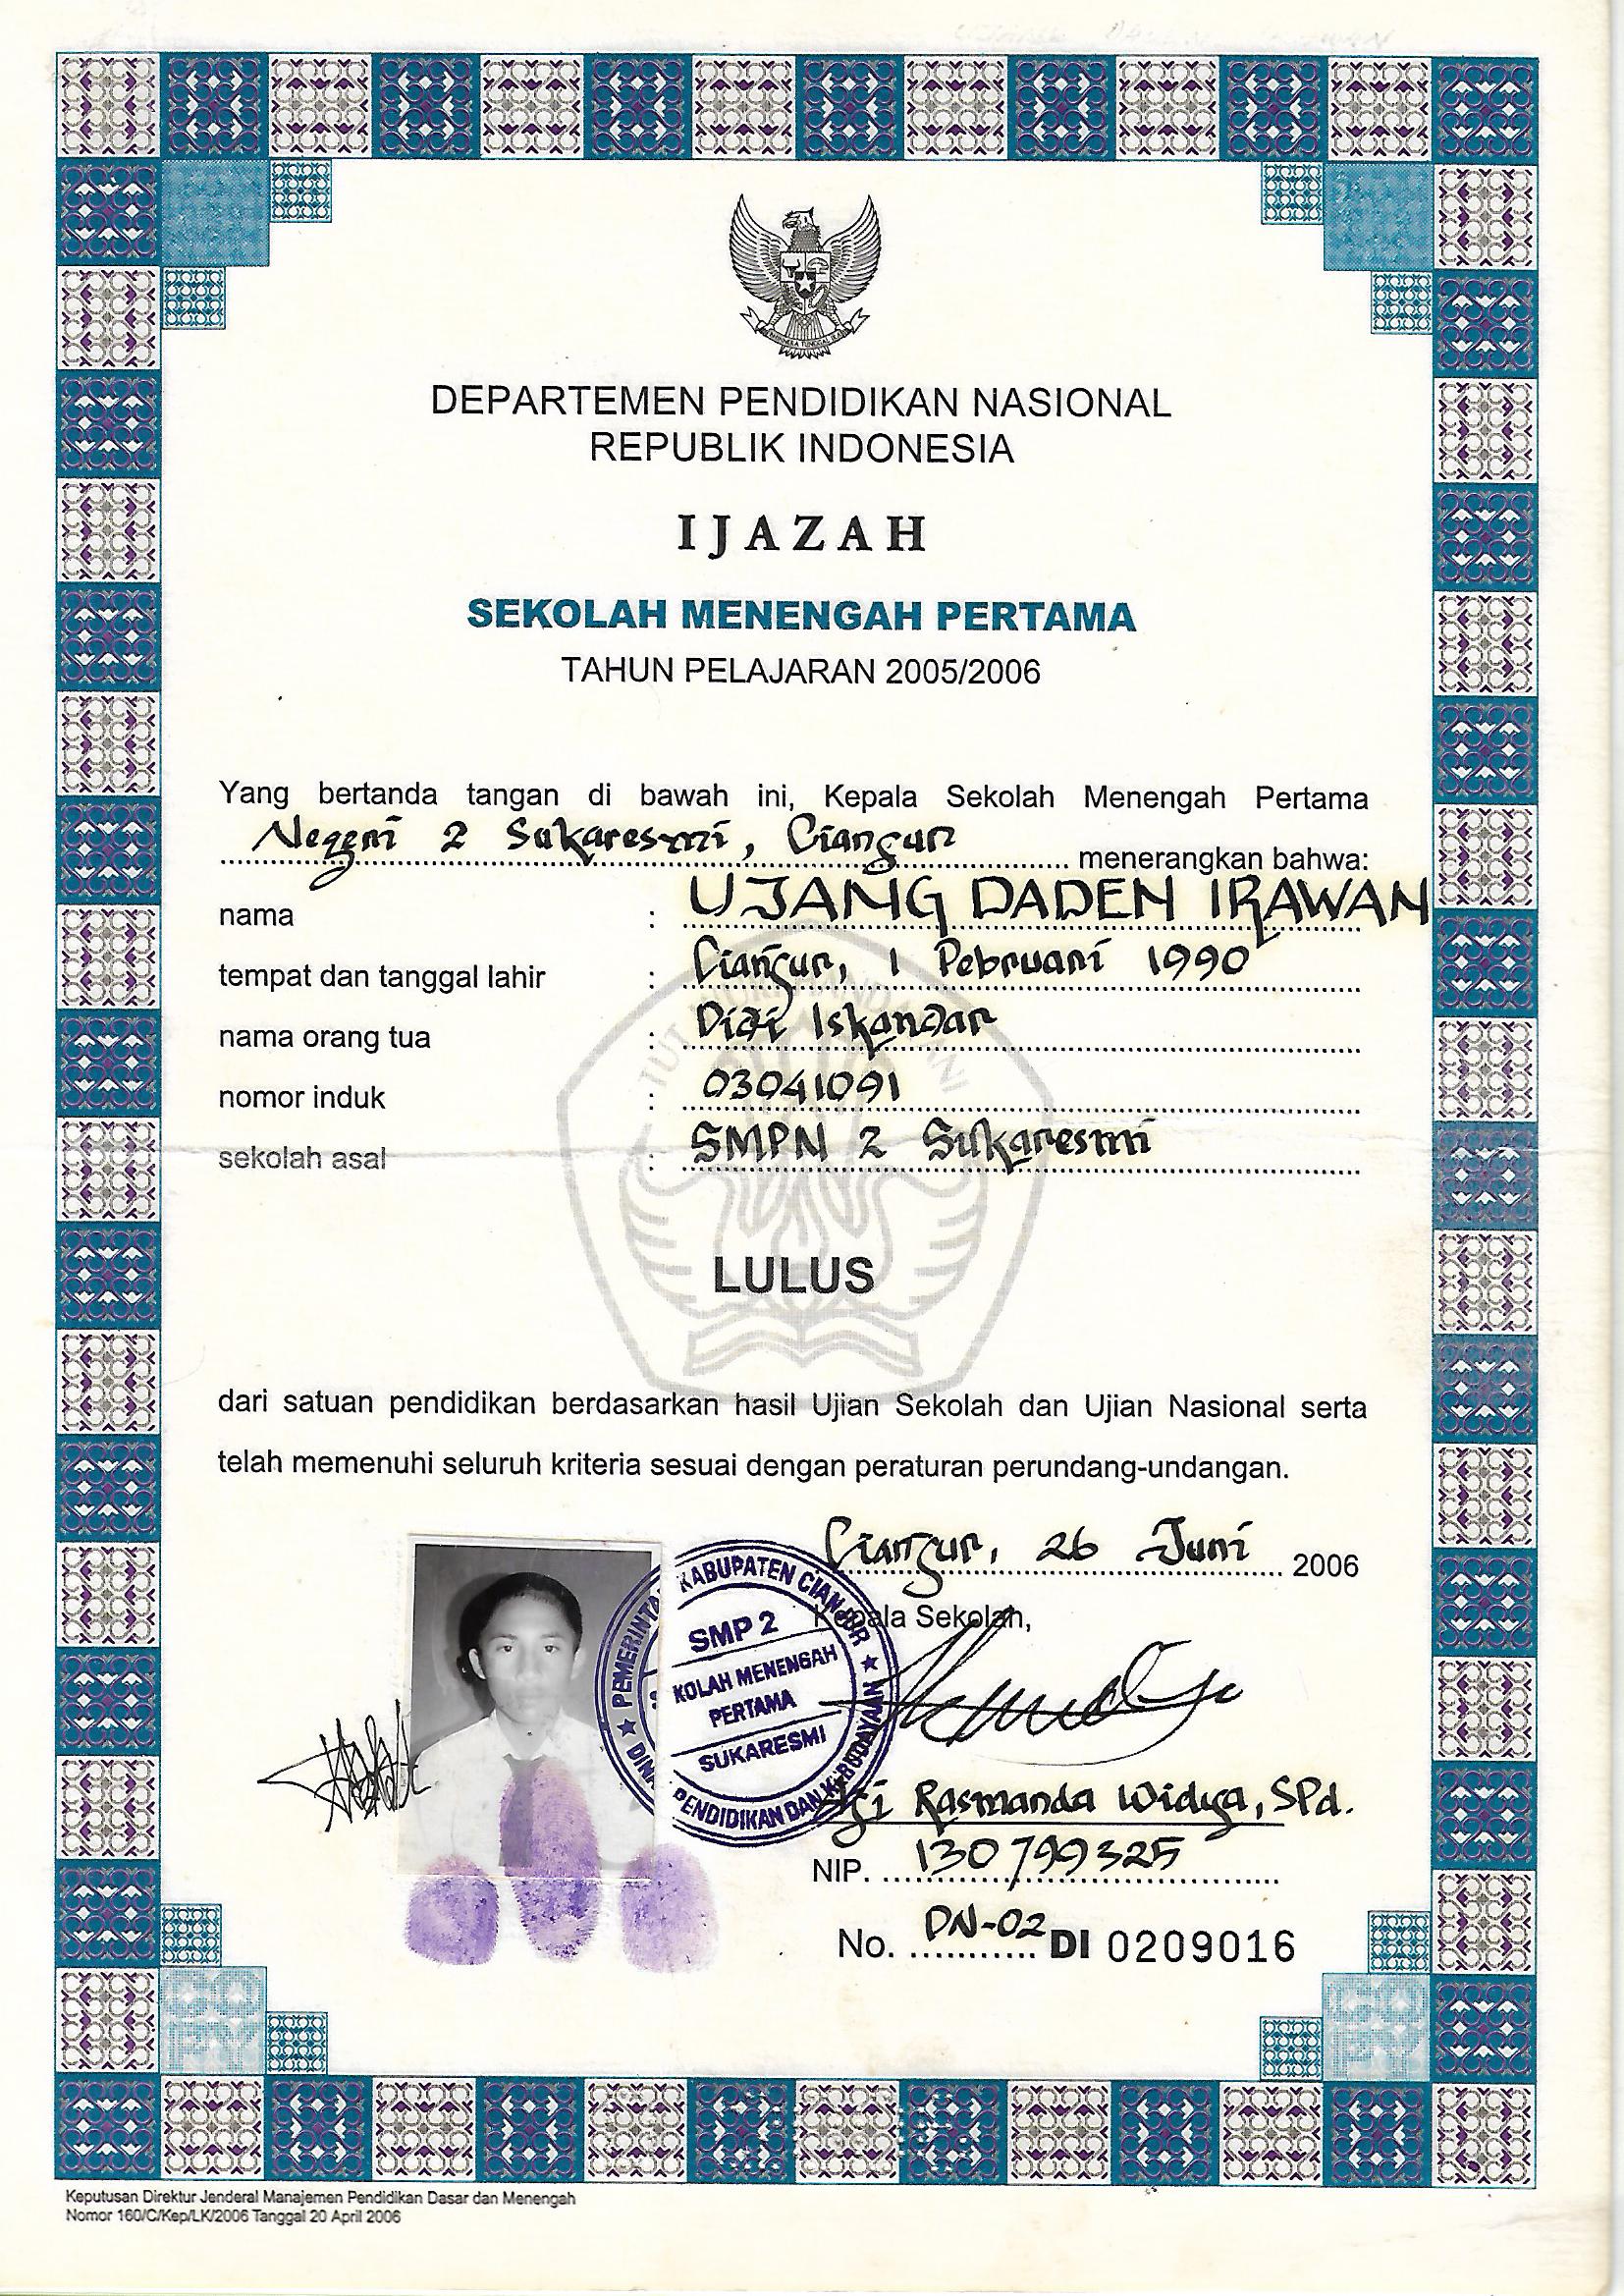 DEPARTEMEN PENDIDIKAN NASIONAL
REPUBLIK INDONESIA
IJAZAH
SEKOLAH MENENGAH PERTAMA
TAHUN PELAJARAN 2005/2006
Yang bertanda tangan di bawah ini, Kepala Sekolah Menengah Pertama
Negeri 2 Sukaresmi, Cianjur menerangkan bahwa:
nama : UJANG DADEN IRAWAN
tempat dan tanggal lahir : Cianjur, 1 Pebruari 1990
nama orang tua : Didi Iskandar
nomor induk : 03041091
sekolah asal : SMPN 2 Sukaresmi
LULUS
dari satuan pendidikan berdasarkan hasil Ujian Sekolah dan Ujian Nasional serta
telah memenuhi seluruh kriteria sesuai dengan peraturan perundang-undangan.
Cianjur, 26 Juni 2006
Kepala Sekolah,
KABUPATEN CIANJUR
SMP 2
KOLAH MENENGAH
PERTAMA
SUKARESMI
PENDIDIKAN DAN KEBUDAYAAN
Rasmanda Widya, SPd.
NIP. 130799325
No. DN-02 DI 0209016
Keputusan Direktur Jenderal Manajemen Pendidikan Dasar dan Menengah
Nomor 160/C/Kep/LK/2006 Tanggal 20 April 2006